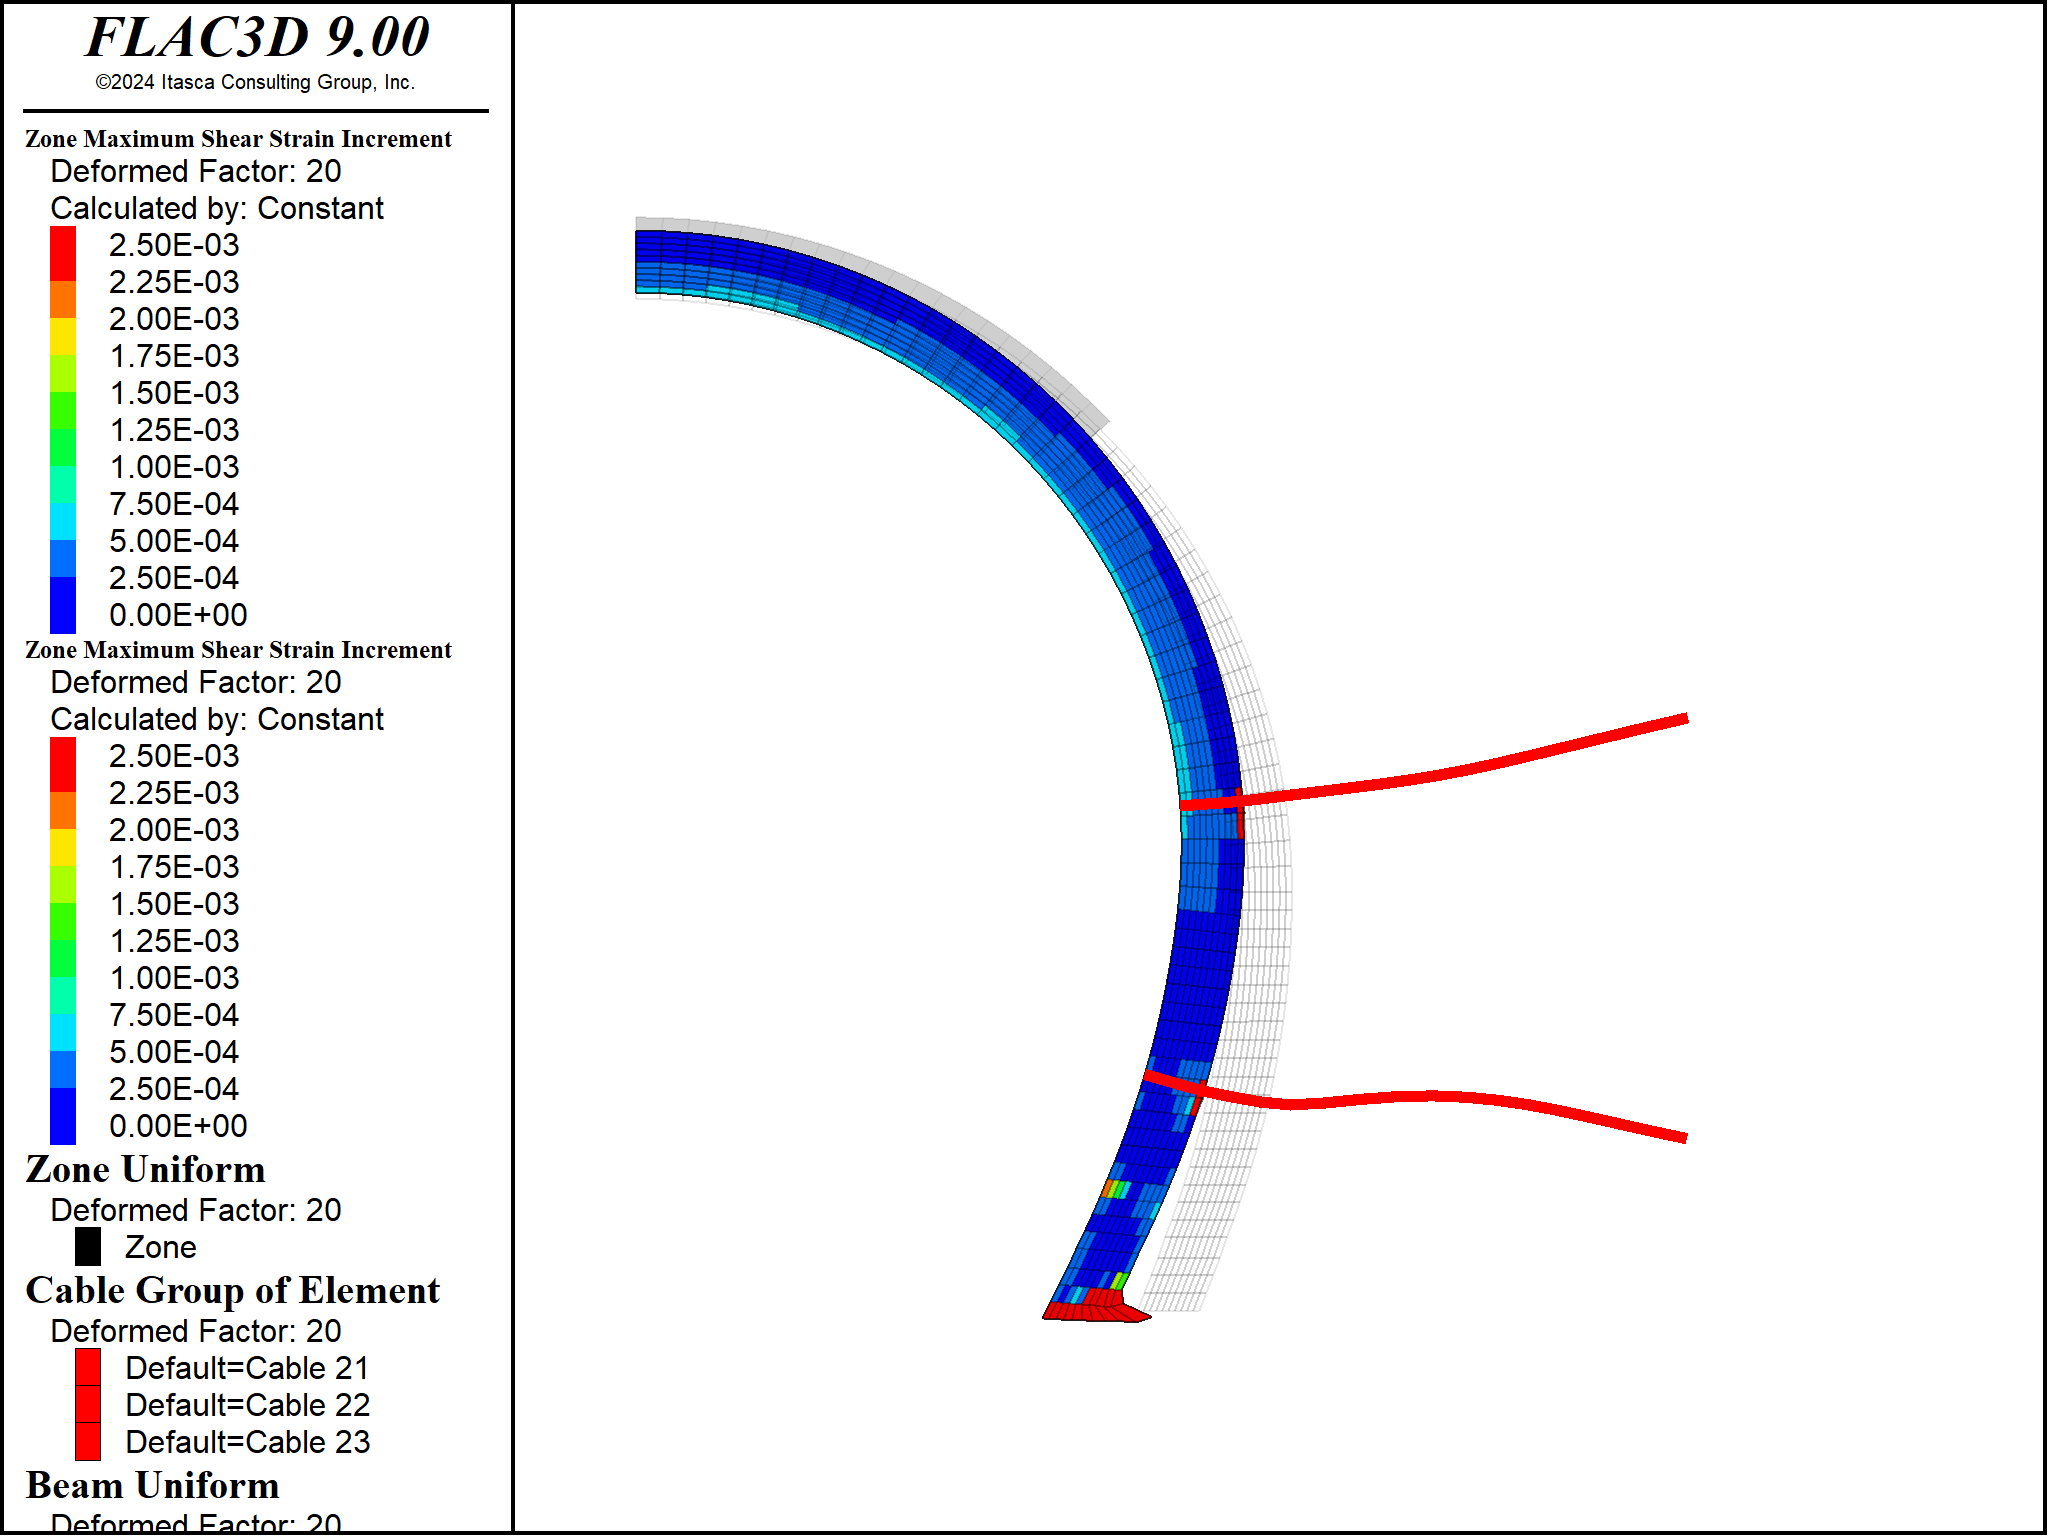 FLAC3D 9.00
©2024 Itasca Consulting Group, Inc.
Zone Maximum Shear Strain Increment
Deformed Factor: 20
Calculated by: Constant
2.50E-03
2.25E-03
2.00E-03
1.75E-03
1.50E-03
1.25E-03
1.00E-03
7.50E-04
5.00E-04
2.50E-04
0.00E+00
Zone Maximum Shear Strain Increment
Deformed Factor: 20
Calculated by: Constant
2.50E-03
2.25E-03
2.00E-03
1.75E-03
1.50E-03
1.25E-03
1.00E-03
7.50E-04
5.00E-04
2.50E-04
0.00E+00
Zone Uniform
Deformed Factor: 20
Zone
Cable Group of Element
Deformed Factor: 20
Default=Cable 21
Default=Cable 22
Default=Cable 23
Beam Uniform
Deformed Factor: 20